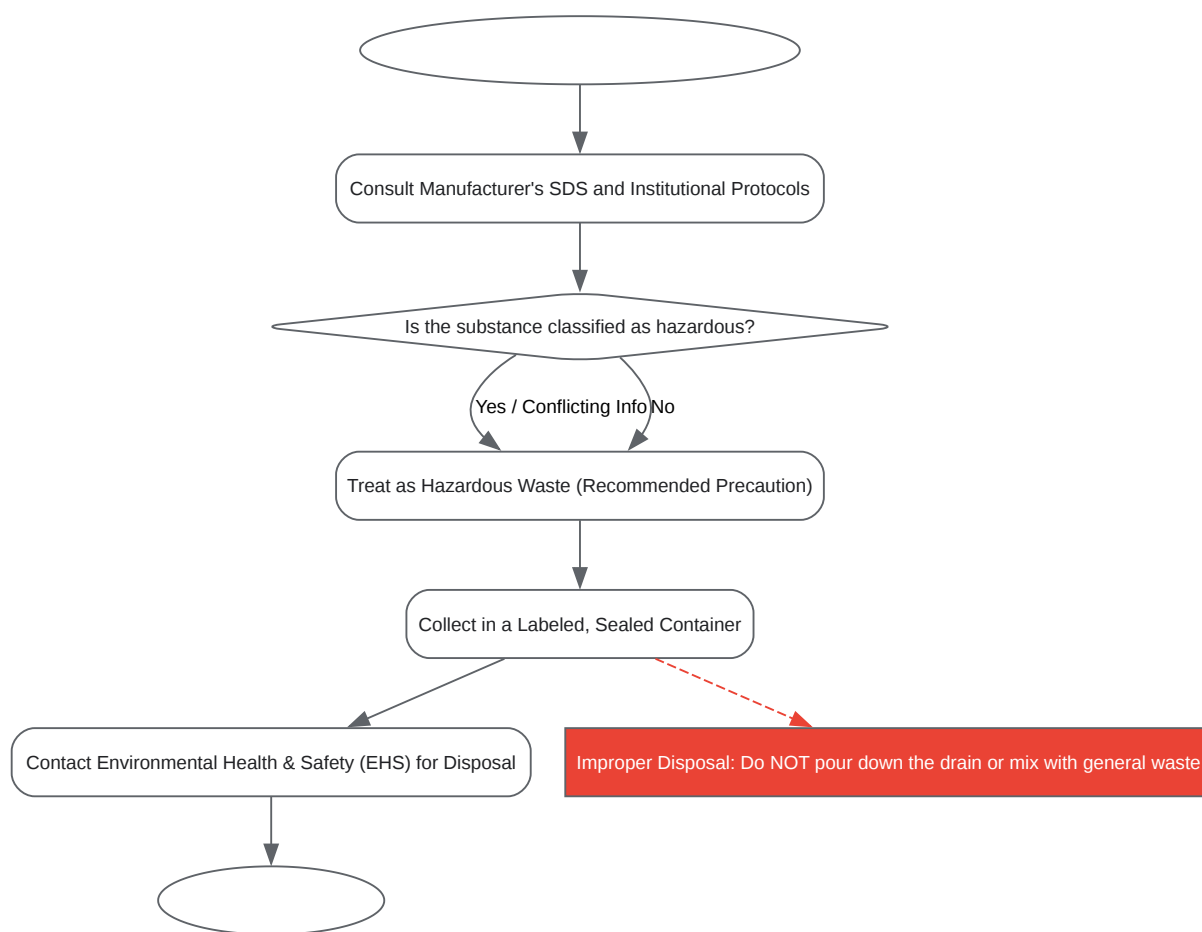 Consult Manufacturer's SDS and Institutional Protocols
Is the substance classified as hazardous?
Yes / Conflicting Info
No
Treat as Hazardous Waste (Recommended Precaution)
Collect in a Labeled, Sealed Container
Contact Environmental Health & Safety (EHS) for Disposal
Improper Disposal: Do NOT pour down the drain or mix with general waste